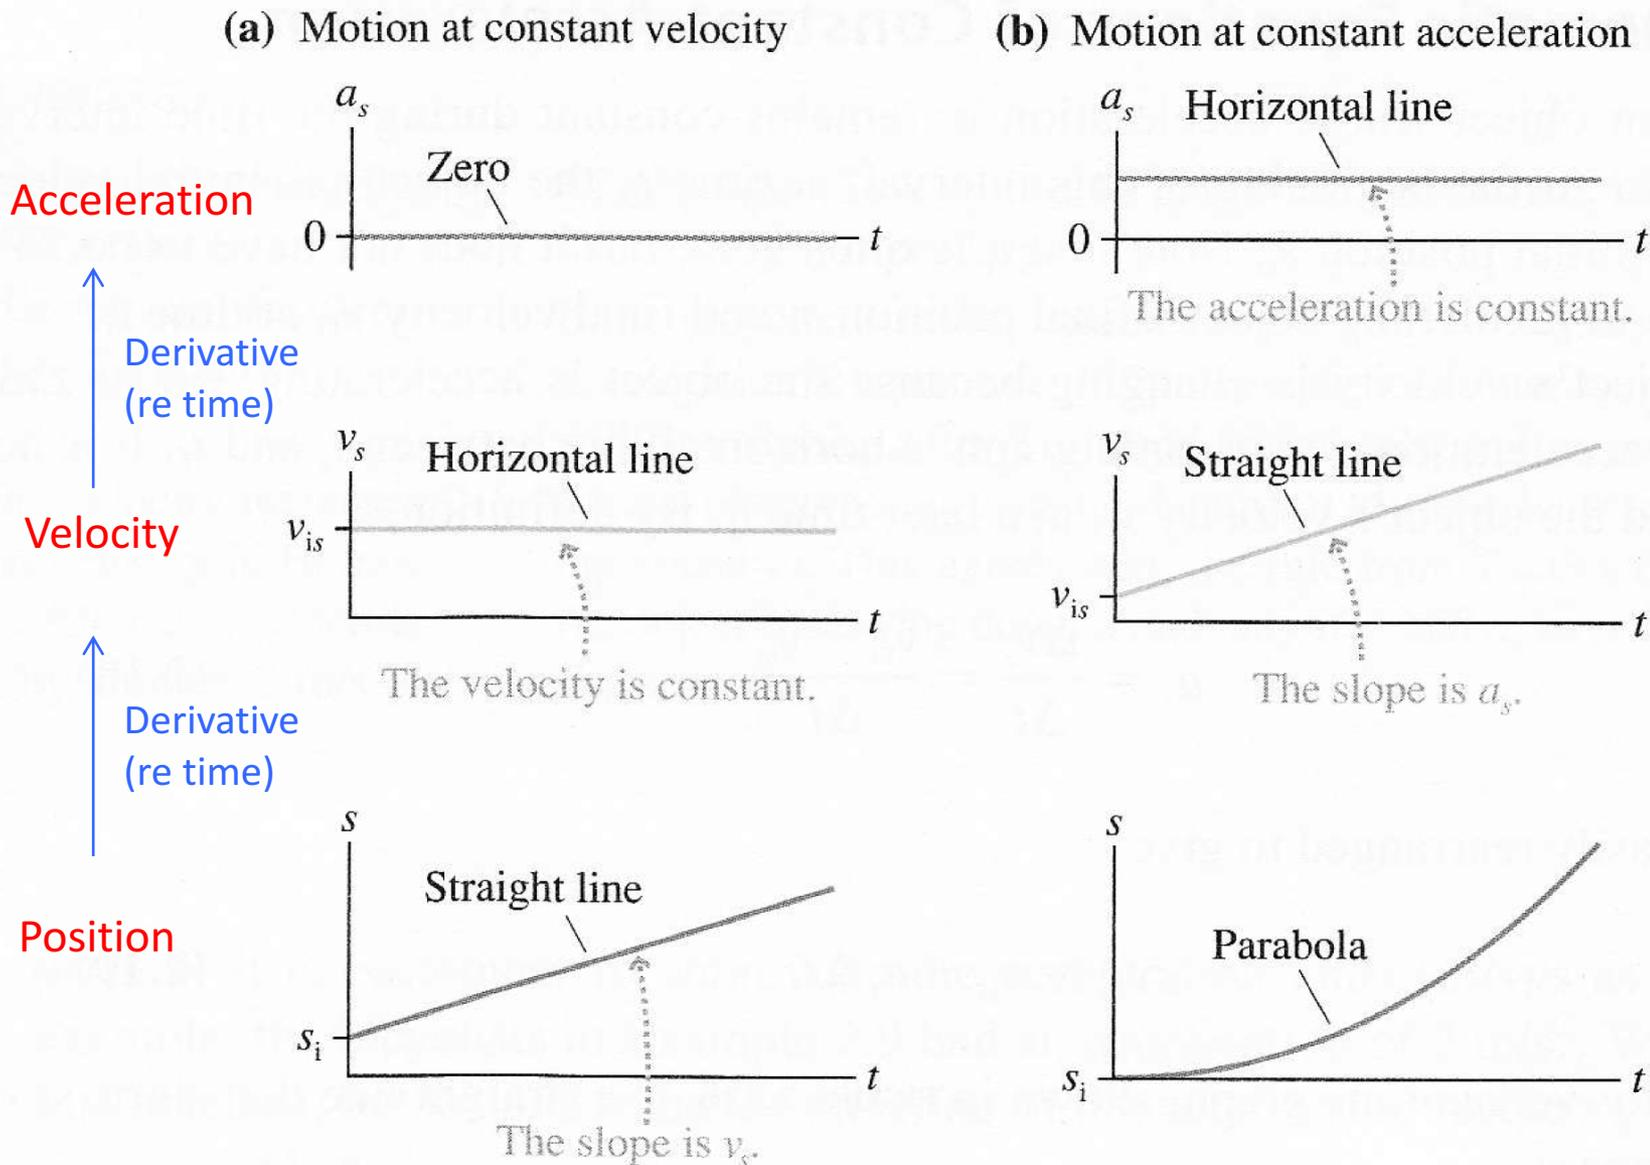 (a) Motion at constant velocity
(b) Motion at constant acceleration
a_s
Zero
0
t
a_s
Horizontal line
0
t
The acceleration is constant.
Acceleration
Derivative
(re time)
v_s
Horizontal line
v_is
t
The velocity is constant.
v_s
Straight line
v_is
t
The slope is a_s.
Velocity
Derivative
(re time)
s
Straight line
s_i
t
The slope is v_s.
s
Parabola
s_i
t
Position